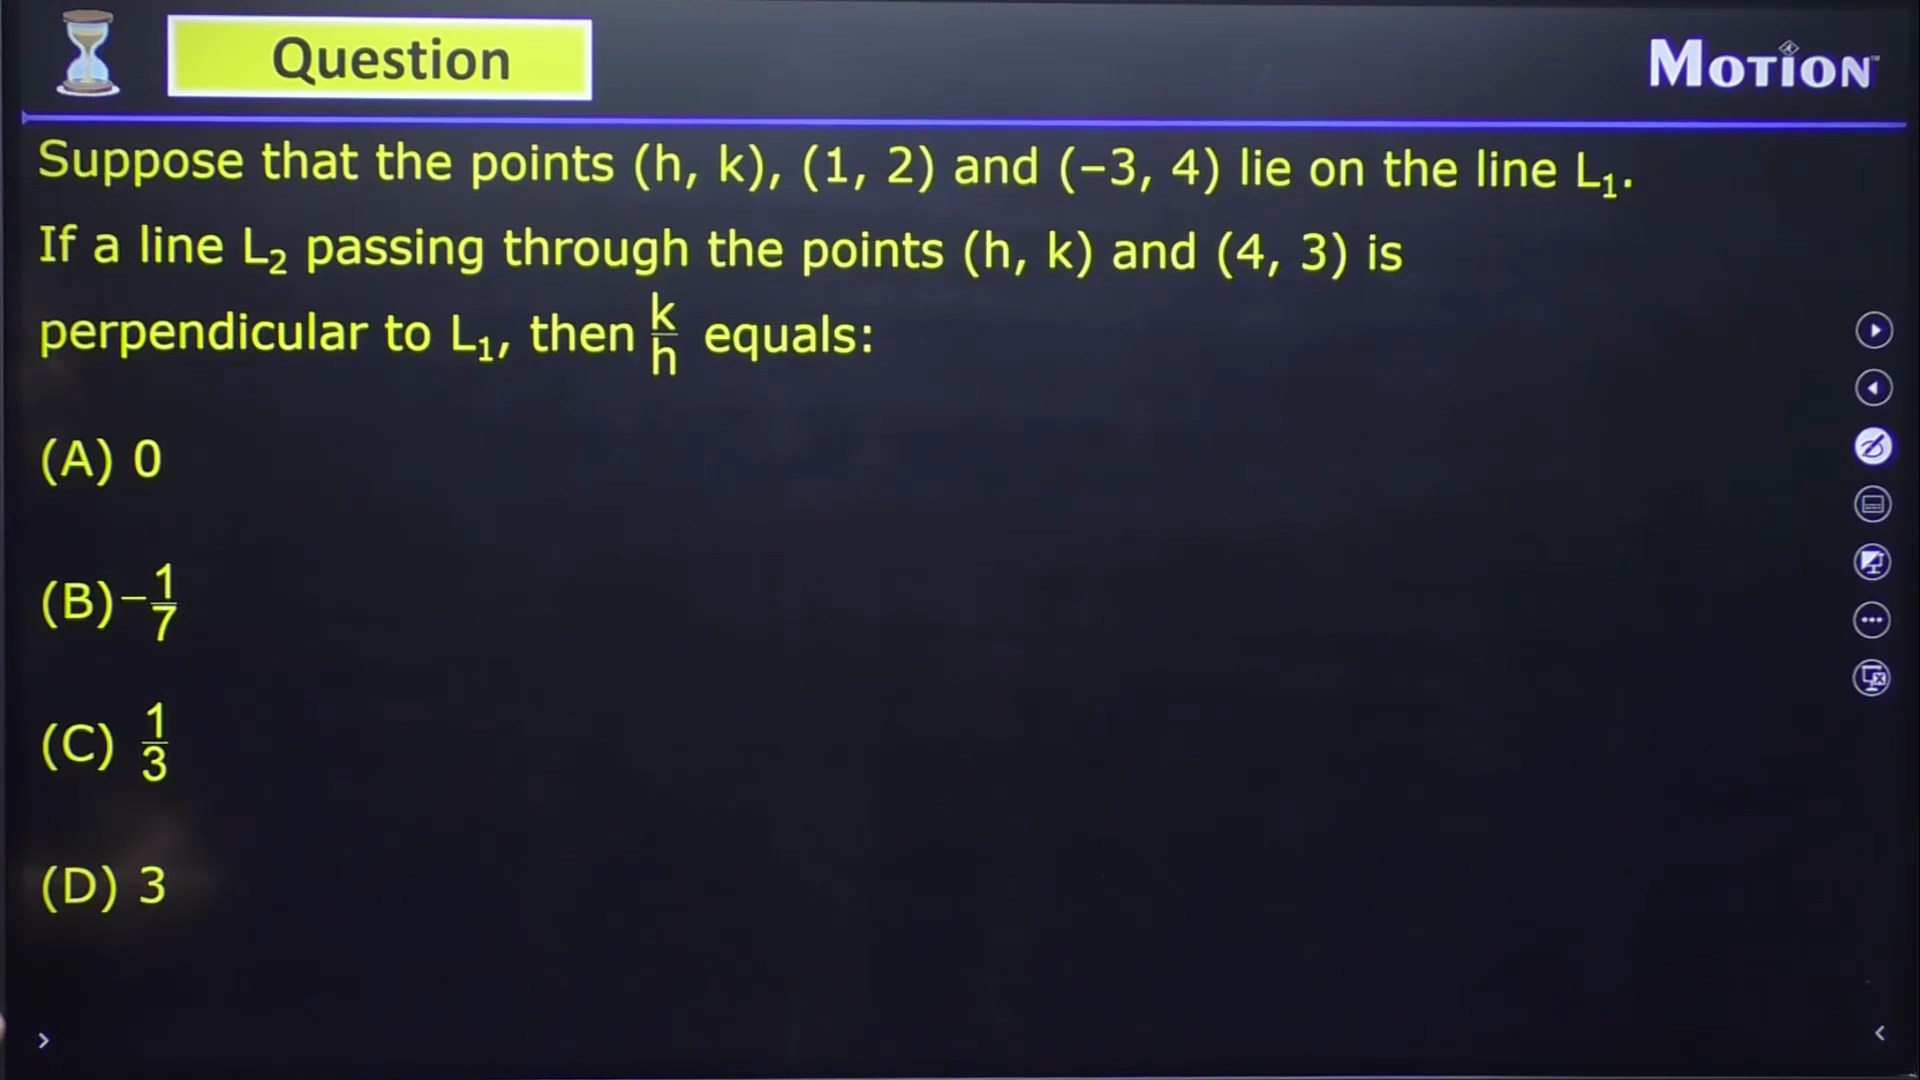 Question
MOTION™
Suppose that the points (h, k), (1, 2) and (−3, 4) lie on the line L₁.
If a line L₂ passing through the points (h, k) and (4, 3) is
perpendicular to L₁, then k/h equals:
(A) 0
(B) −1/7
(C) 1/3
(D) 3